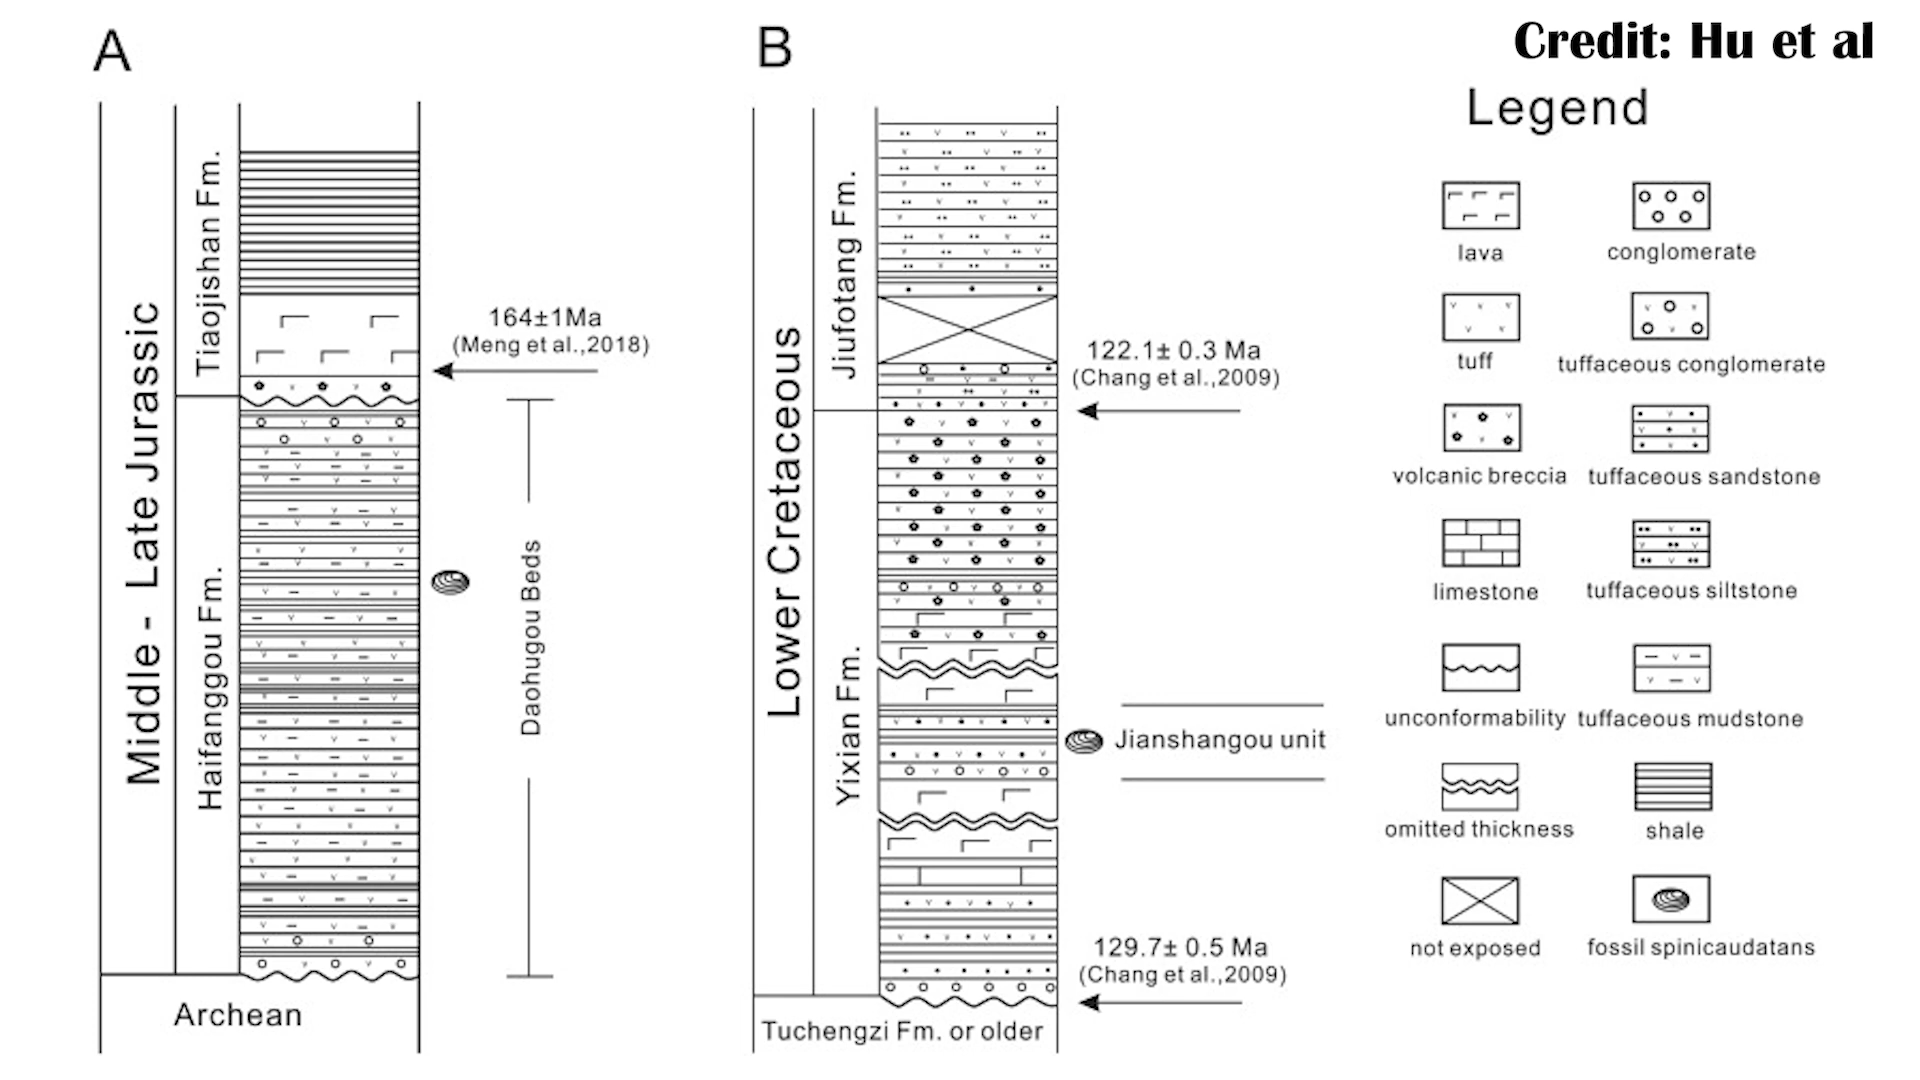 A
B
Credit: Hu et al
Legend
Middle - Late Jurassic
Tiaojishan Fm.
Haifanggou Fm.
164±1Ma
(Meng et al.,2018)
Daohugou Beds
Archean
Lower Cretaceous
Jiufotang Fm.
Yixian Fm.
122.1± 0.3 Ma
(Chang et al.,2009)
Jianshangou unit
129.7± 0.5 Ma
(Chang et al.,2009)
Tuchengzi Fm. or older
lava
conglomerate
tuff
tuffaceous conglomerate
volcanic breccia
tuffaceous sandstone
limestone
tuffaceous siltstone
unconformability
tuffaceous mudstone
omitted thickness
shale
not exposed
fossil spinicaudatans